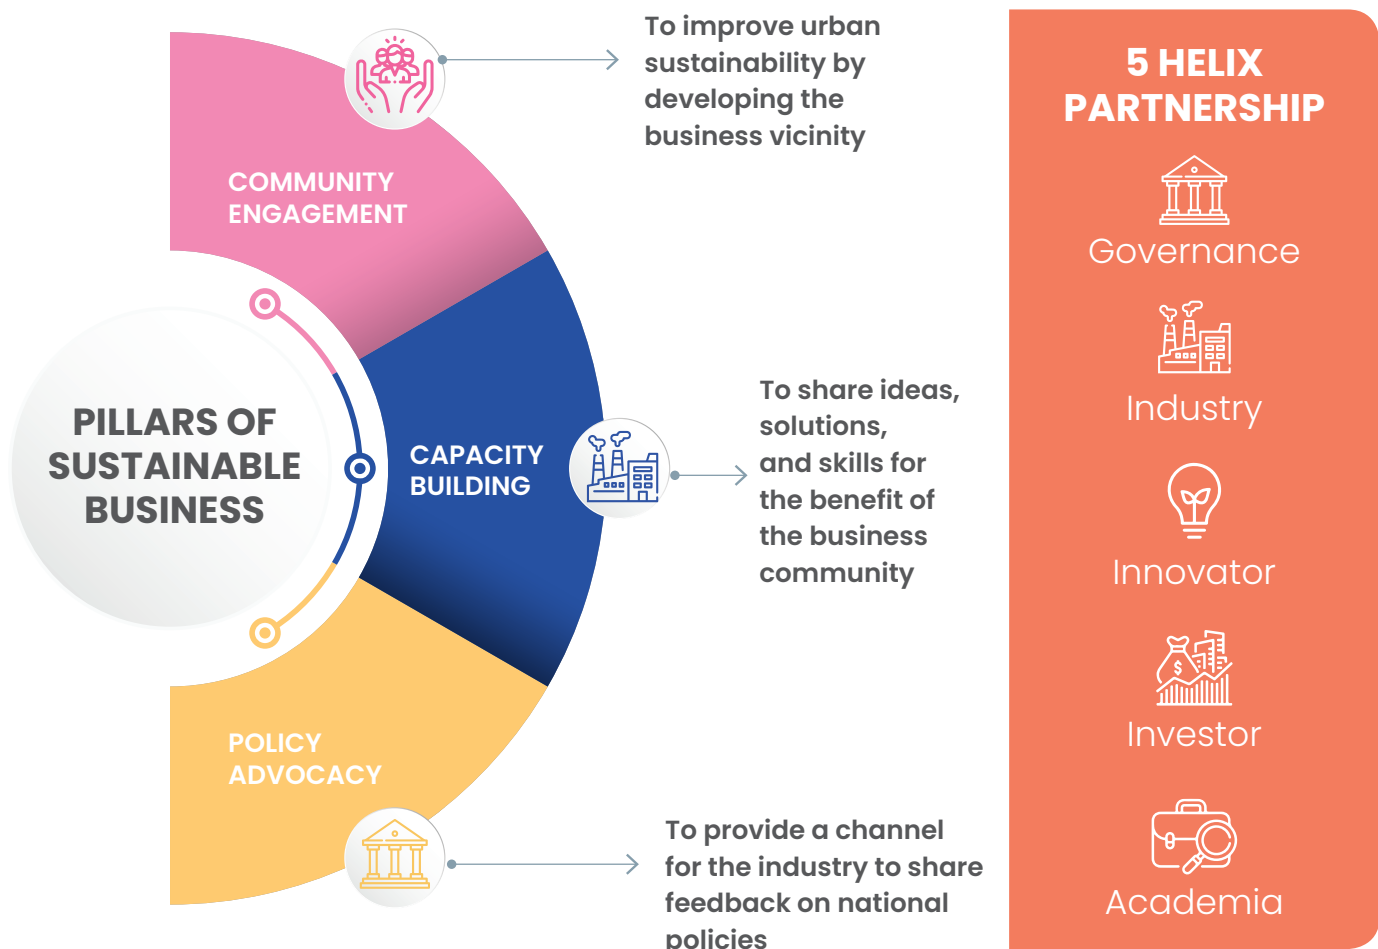 PILLARS OF
SUSTAINABLE
BUSINESS
COMMUNITY
ENGAGEMENT
To improve urban
sustainability by
developing the
business vicinity
CAPACITY
BUILDING
To share ideas,
solutions,
and skills for
the benefit of
the business
community
POLICY
ADVOCACY
To provide a channel
for the industry to share
feedback on national
policies
5 HELIX
PARTNERSHIP
Governance
Industry
Innovator
$
Investor
Academia